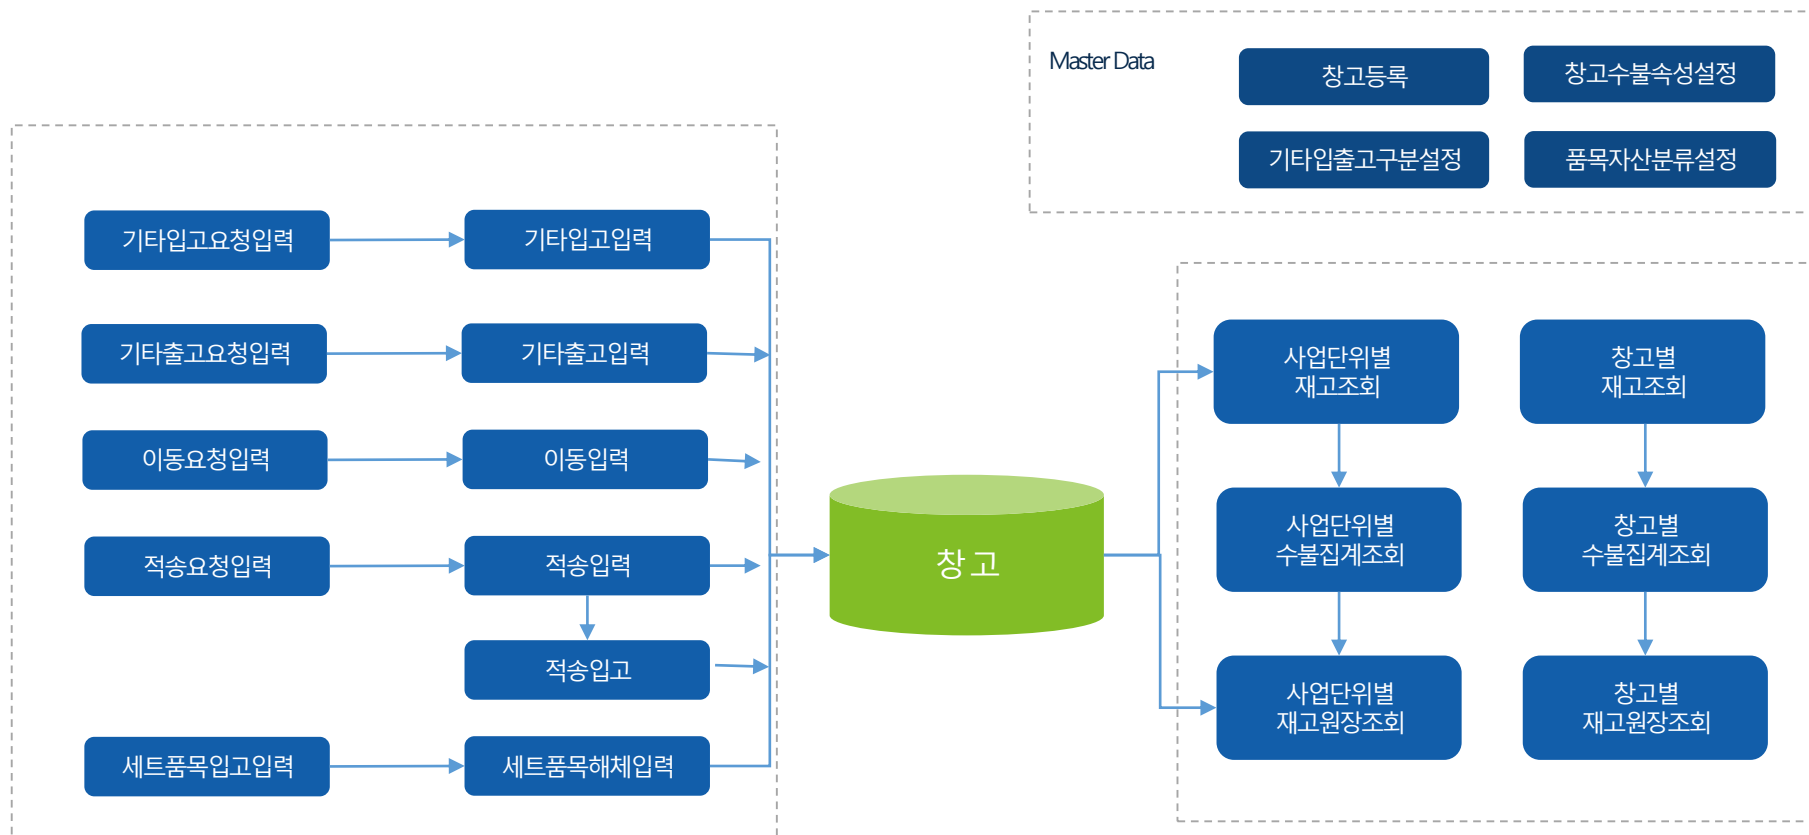 Master Data
창고등록
창고수불속성설정
기타입출고구분설정
품목자산분류설정
기타입고요청입력
기타입고입력
기타출고요청입력
기타출고입력
이동요청입력
이동입력
적송요청입력
적송입력
적송입고
세트품목입고입력
세트품목해체입력
창고
사업단위별
재고조회
창고별
재고조회
사업단위별
수불집계조회
창고별
수불집계조회
사업단위별
재고원장조회
창고별
재고원장조회